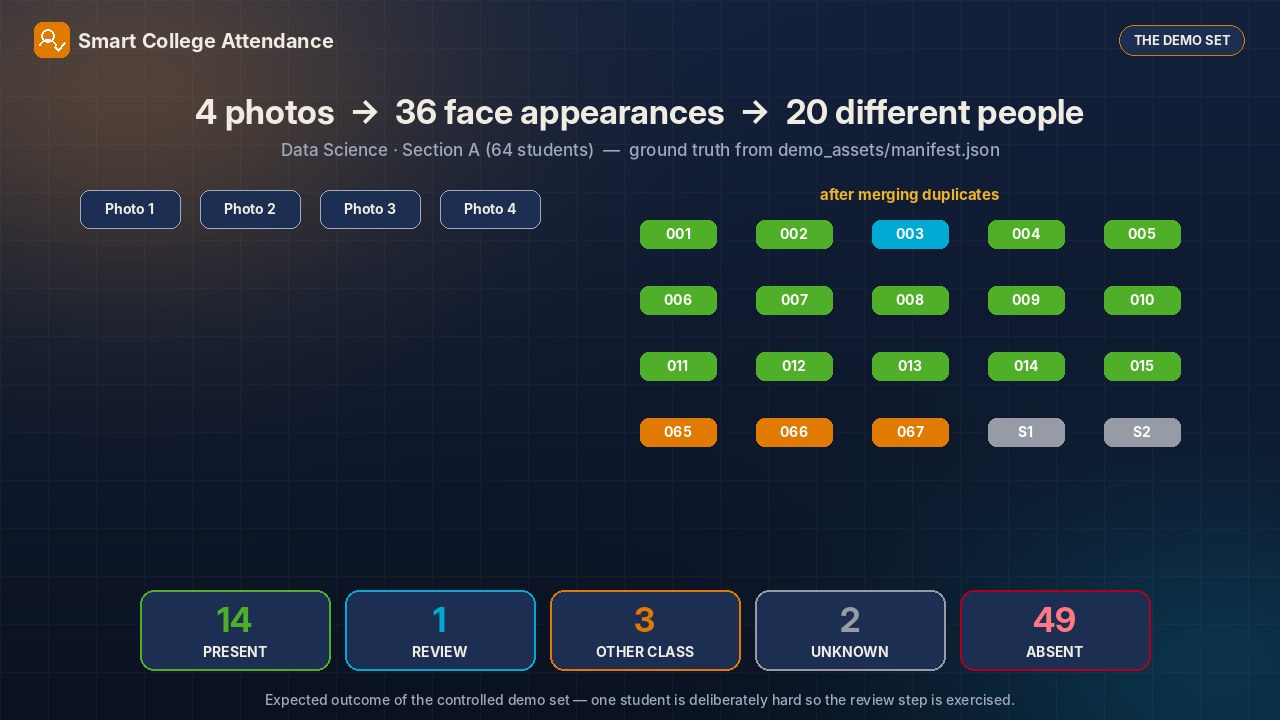 Smart College Attendance
THE DEMO SET
4 photos → 36 face appearances → 20 different people
Data Science · Section A (64 students) — ground truth from demo_assets/manifest.json
Photo 1 Photo 2 Photo 3 Photo 4
after merging duplicates
001 002 003 004 005
006 007 008 009 010
011 012 013 014 015
065 066 067 S1 S2
14 1 3 2 49
PRESENT REVIEW OTHER CLASS UNKNOWN ABSENT
Expected outcome of the controlled demo set — one student is deliberately hard so the review step is exercised.